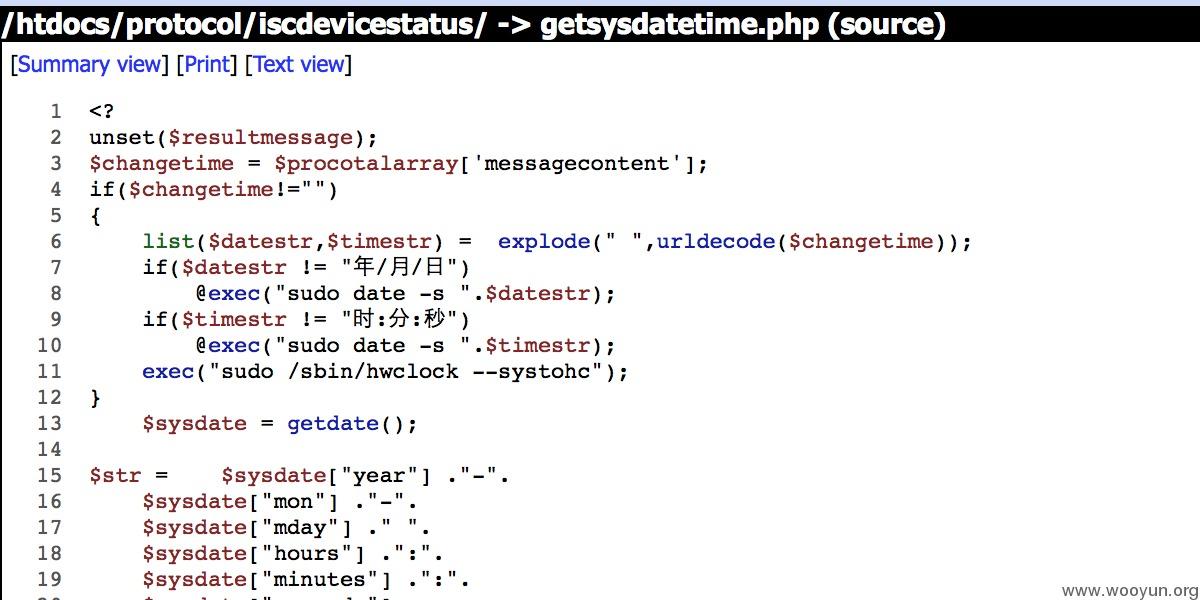 /htdocs/protocol/iscdevicestatus/ -> getsysdatetime.php (source)
[Summary view] [Print] [Text view]
1 <?
2 unset($resultmessage);
3 $changetime = $procotalarray['messagecontent'];
4 if($changetime!="")
5 {
6 list($datestr,$timestr) = explode(" ",urldecode($changetime));
7 if($datestr != "年/月/日")
8 @exec("sudo date -s ".$datestr);
9 if($timestr != "时:分:秒")
10 @exec("sudo date -s ".$timestr);
11 exec("sudo /sbin/hwclock --systohc");
12 }
13 $sysdate = getdate();
14
15 $str = $sysdate["year"] ."-".
16 $sysdate["mon"] ."-".
17 $sysdate["mday"] ." ".
18 $sysdate["hours"] .":".
19 $sysdate["minutes"] .":".
www.wooyun.org